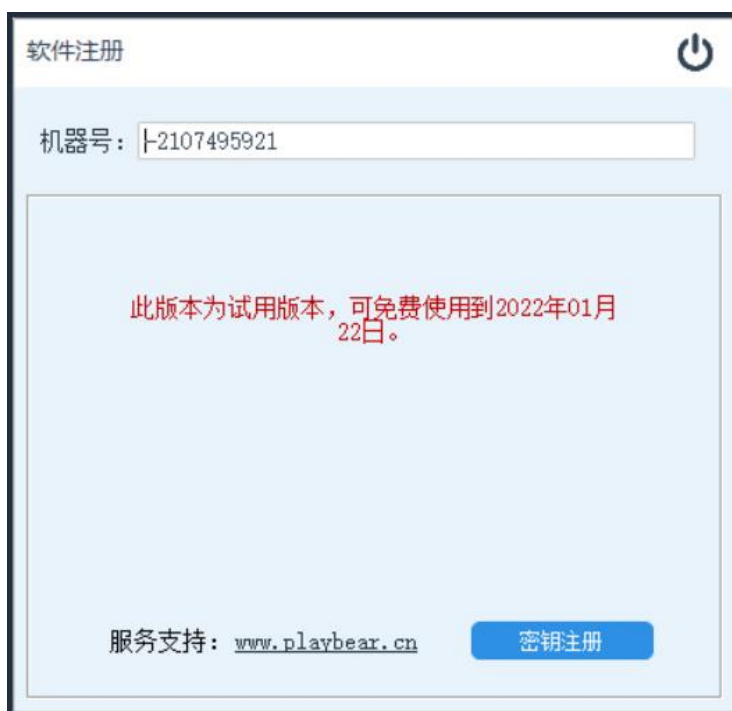 软件注册
机器号：-2107495921
此版本为试用版本，可免费使用到2022年01月
22日。
服务支持：www.playbear.cn 密钥注册